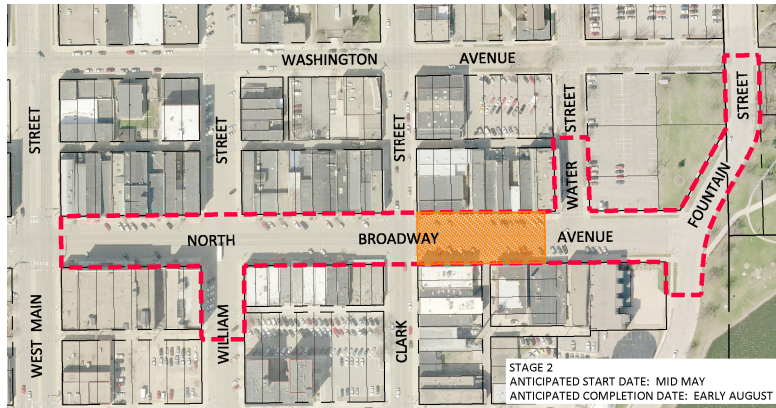 WASHINGTON AVENUE
STREET
STREET
STREET
STREET
STREET
WATER
FOUNTAIN
NORTH BROADWAY AVENUE
WEST MAIN
WILLIAM
CLARK
STAGE 2
ANTICIPATED START DATE: MID MAY
ANTICIPATED COMPLETION DATE: EARLY AUGUST